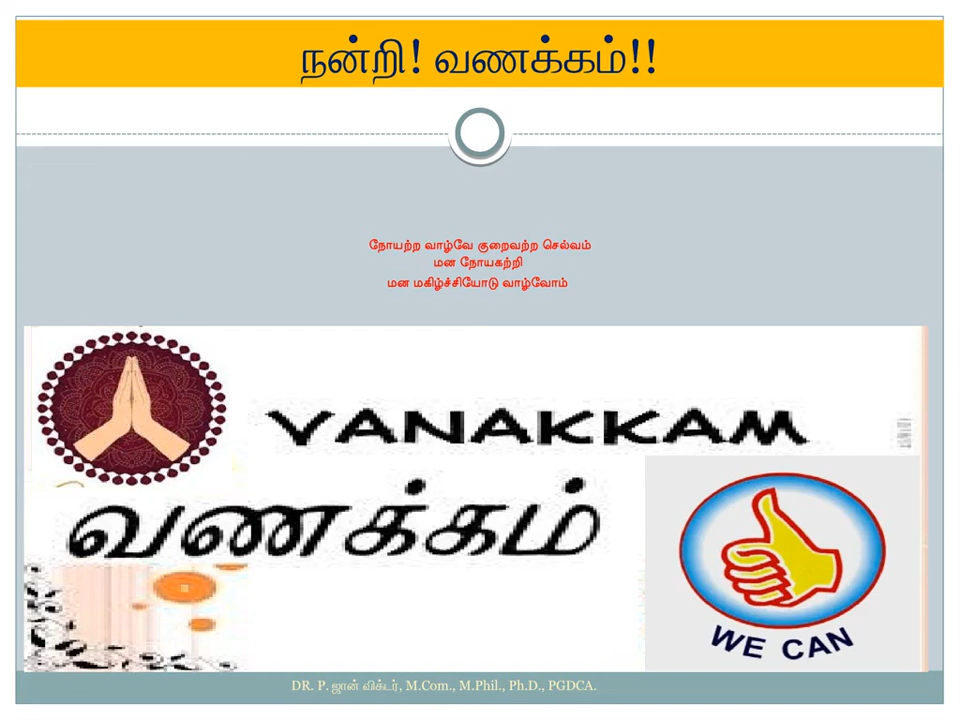 நன்றி! வணக்கம்!!
நோயற்ற வாழ்வே குறைவற்ற செல்வம்
மன நோயகற்றி
மன மகிழ்ச்சியோடு வாழ்வோம்
VANAKKAM
வணக்கம்
WE CAN
DR. P. ஜான் விக்டர், M.Com., M.Phil., Ph.D., PGDCA.